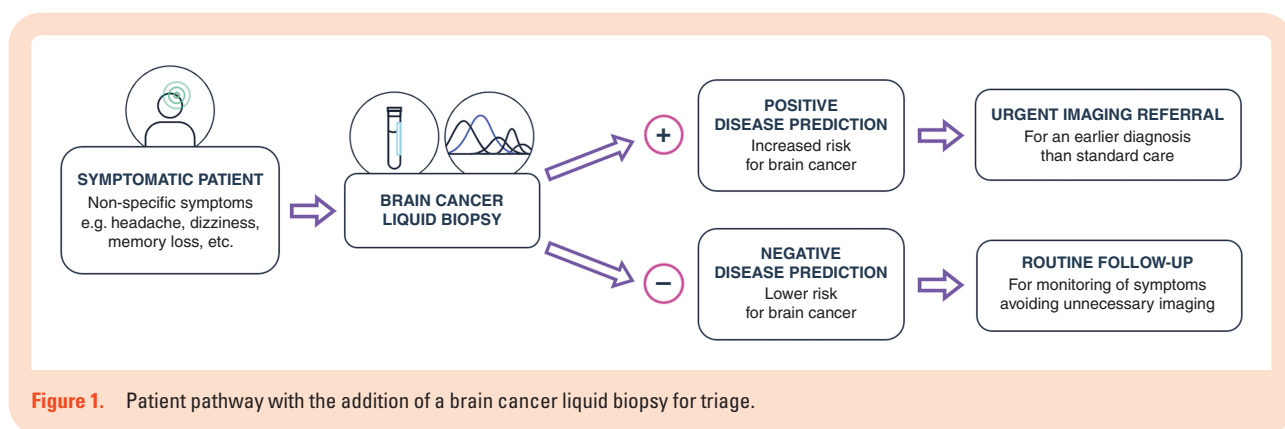 SYMPTOMATIC PATIENT
Non-specific symptoms
e.g. headache, dizziness,
memory loss, etc.
BRAIN CANCER
LIQUID BIOPSY
+
POSITIVE
DISEASE PREDICTION
Increased risk
for brain cancer
URGENT IMAGING REFERRAL
For an earlier diagnosis
than standard care
−
NEGATIVE
DISEASE PREDICTION
Lower risk
for brain cancer
ROUTINE FOLLOW-UP
For monitoring of symptoms
avoiding unnecessary imaging
Figure 1. Patient pathway with the addition of a brain cancer liquid biopsy for triage.